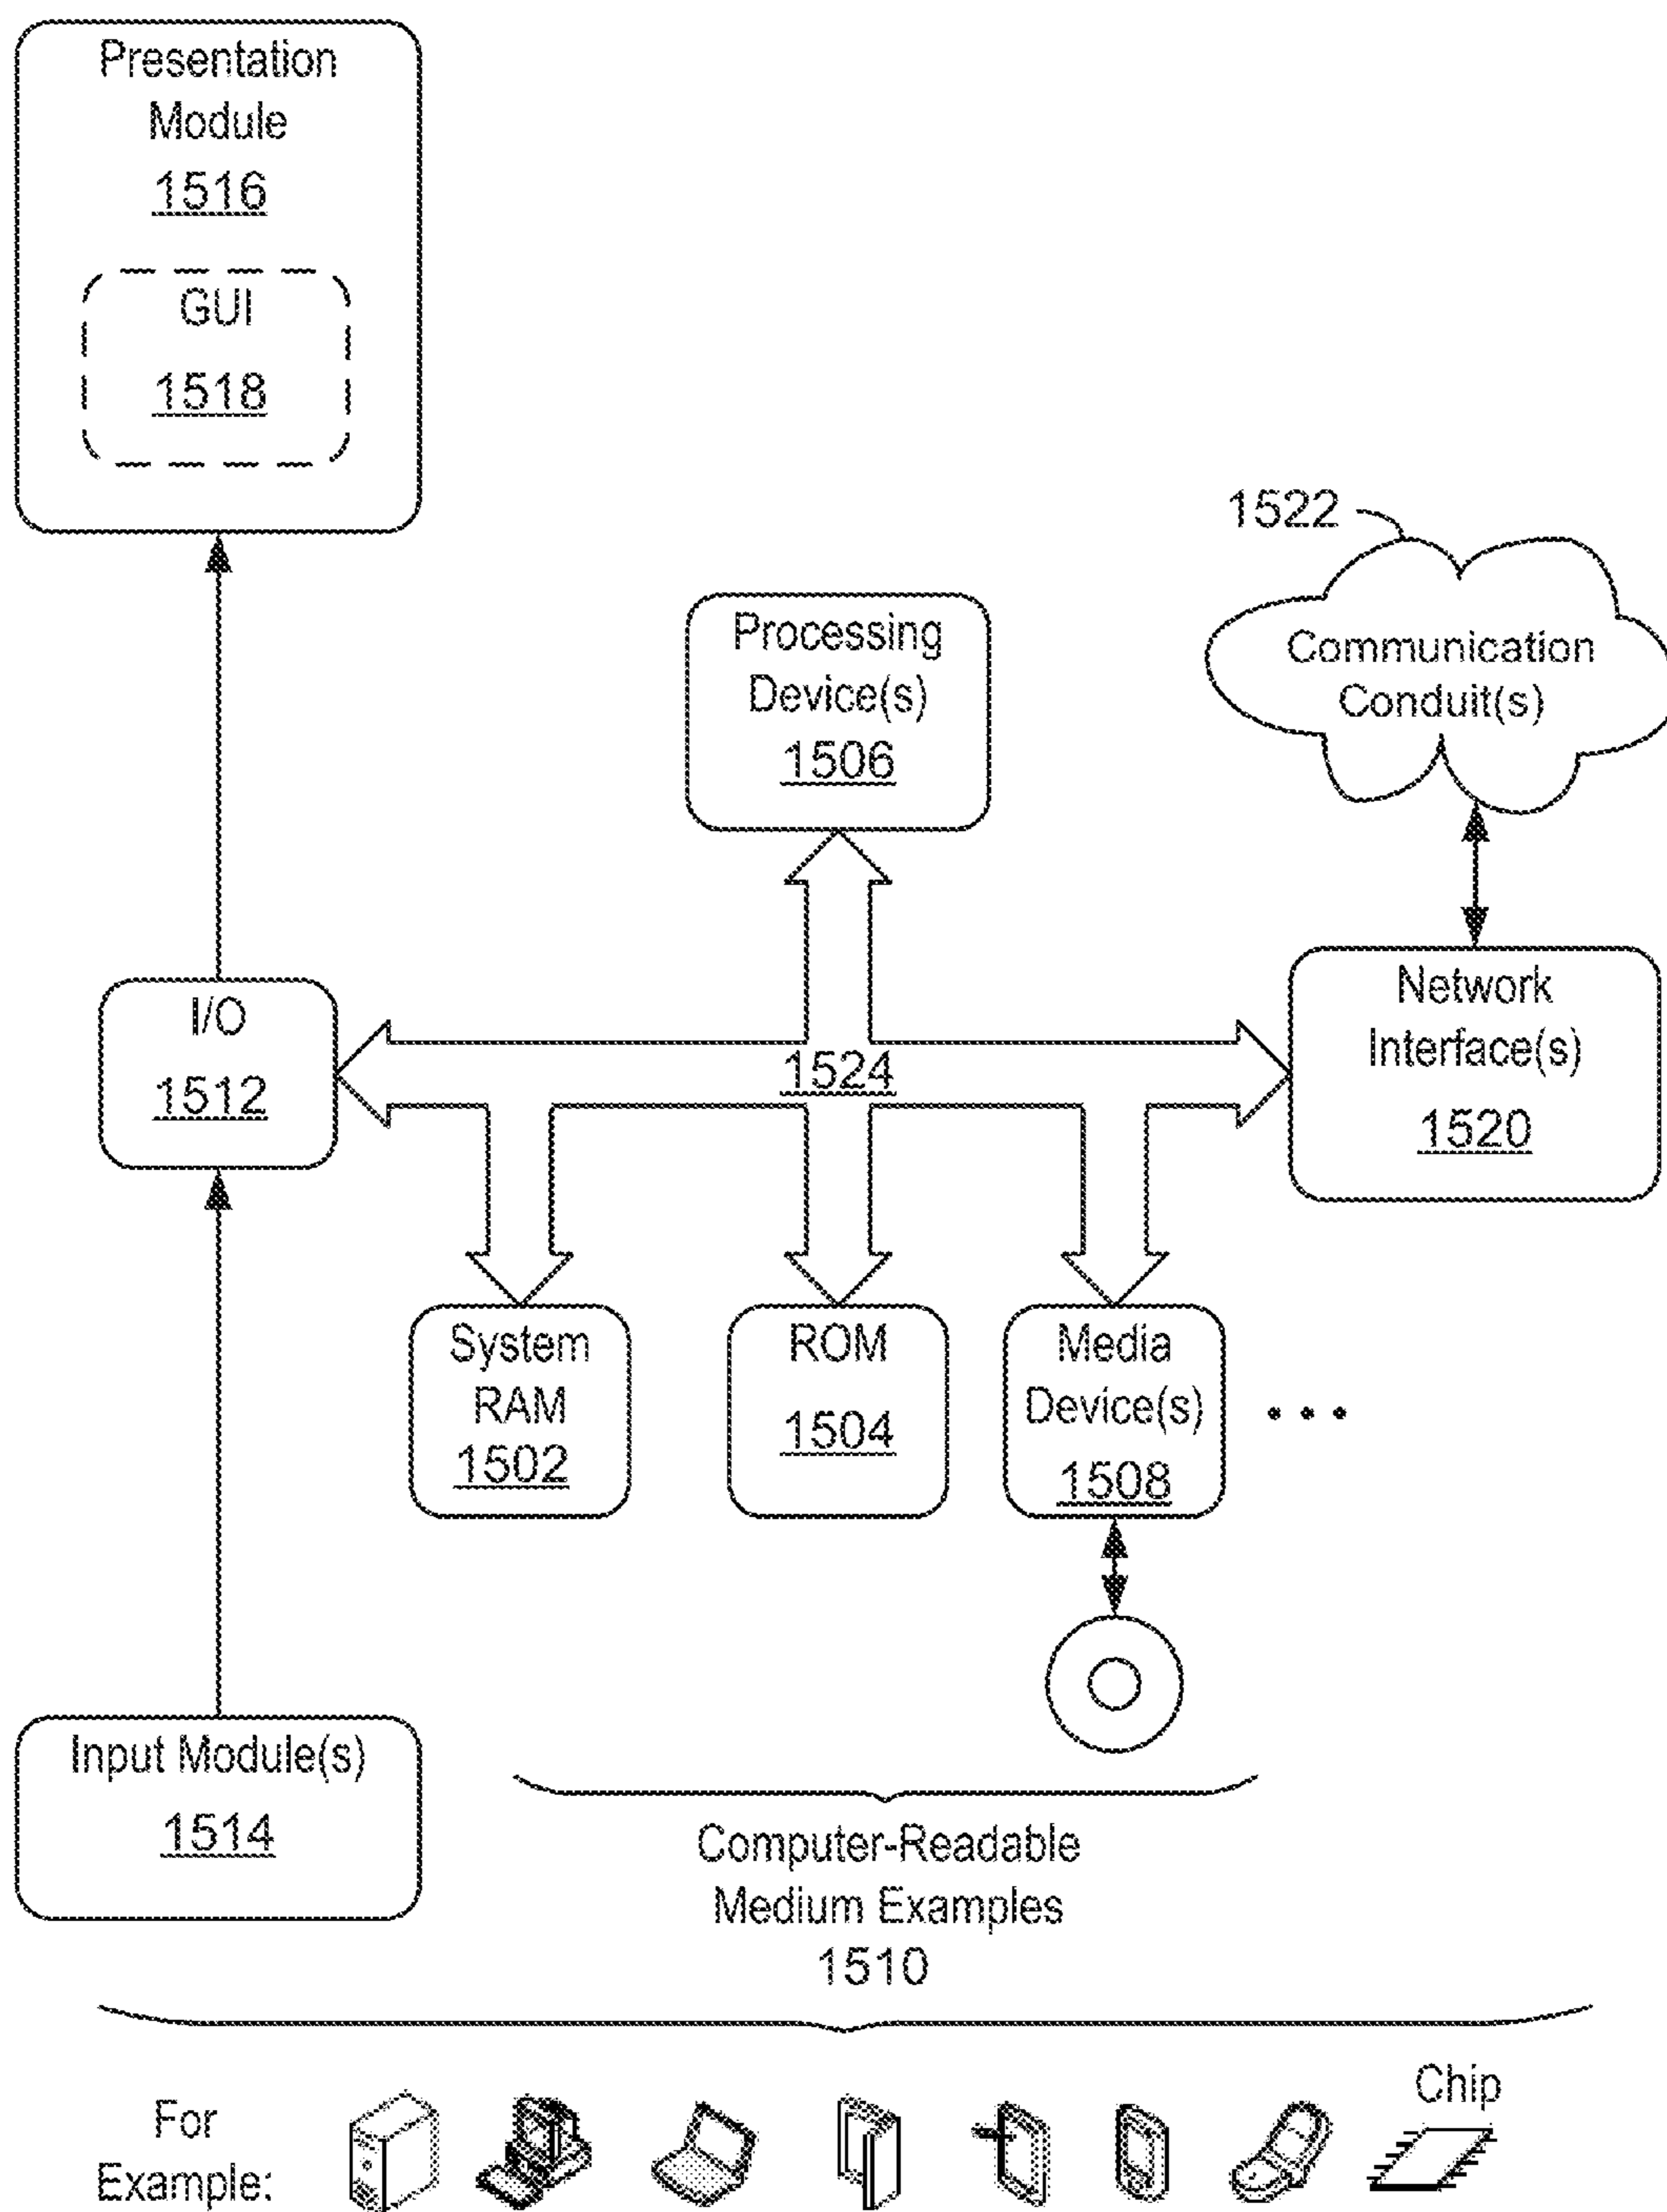 Presentation
Module
1516
GUI
1518
1522
Communication
Conduit(s)
Processing
Device(s)
1506
I/O
1512
1524
Network
Interface(s)
1520
System
RAM
1502
ROM
1504
Media
Device(s)
1508
• • •
Input Module(s)
1514
Computer-Readable
Medium Examples
1510
For
Example:
Chip